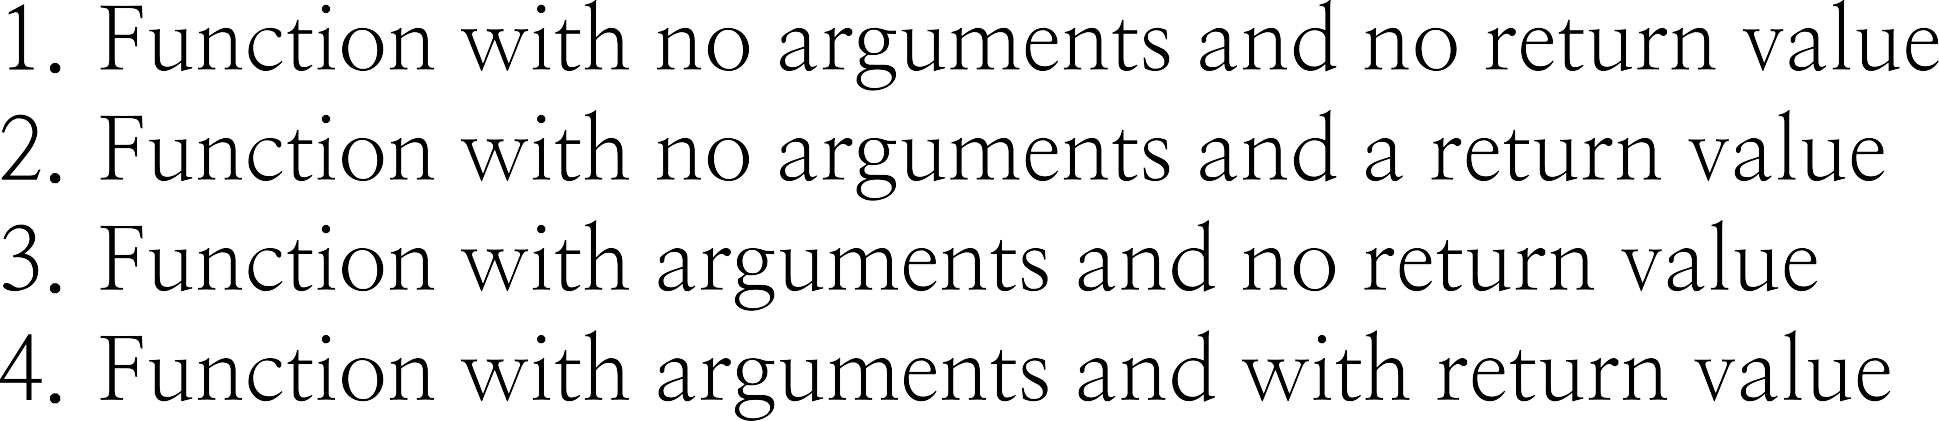 1. Function with no arguments and no return value
2. Function with no arguments and a return value
3. Function with arguments and no return value
4. Function with arguments and with return value